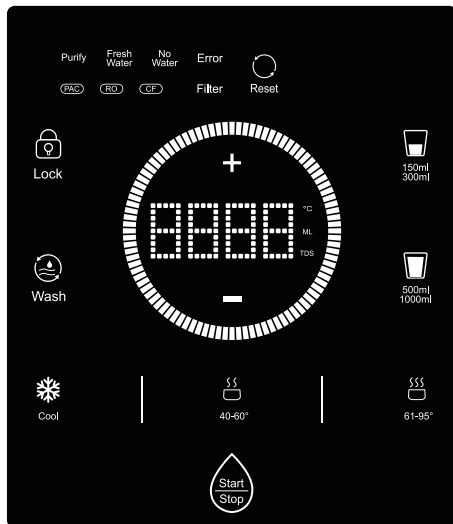 Purify Fresh Water No Water Error
PAC RO CF Filter Reset
Lock
150ml
300ml
+
8888
°C
ML
TDS
-
Wash
500ml
1000ml
Cool 40-60° 61-95°
Start
Stop